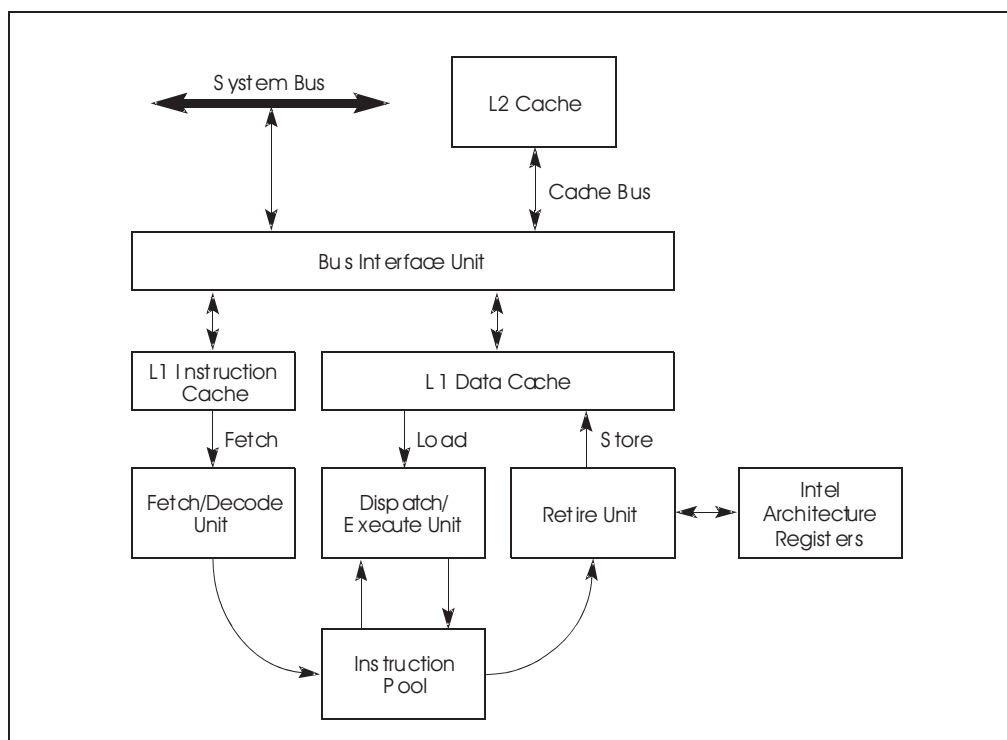 System Bus
L2 Cache
Cache Bus
Bus Interface Unit
L1 Instruction
Cache
L1 Data Cache
Fetch
Load
Store
Fetch/Decode
Unit
Dispatch/
Execute Unit
Retire Unit
Intel
Architecture
Registers
Instruction
Pool